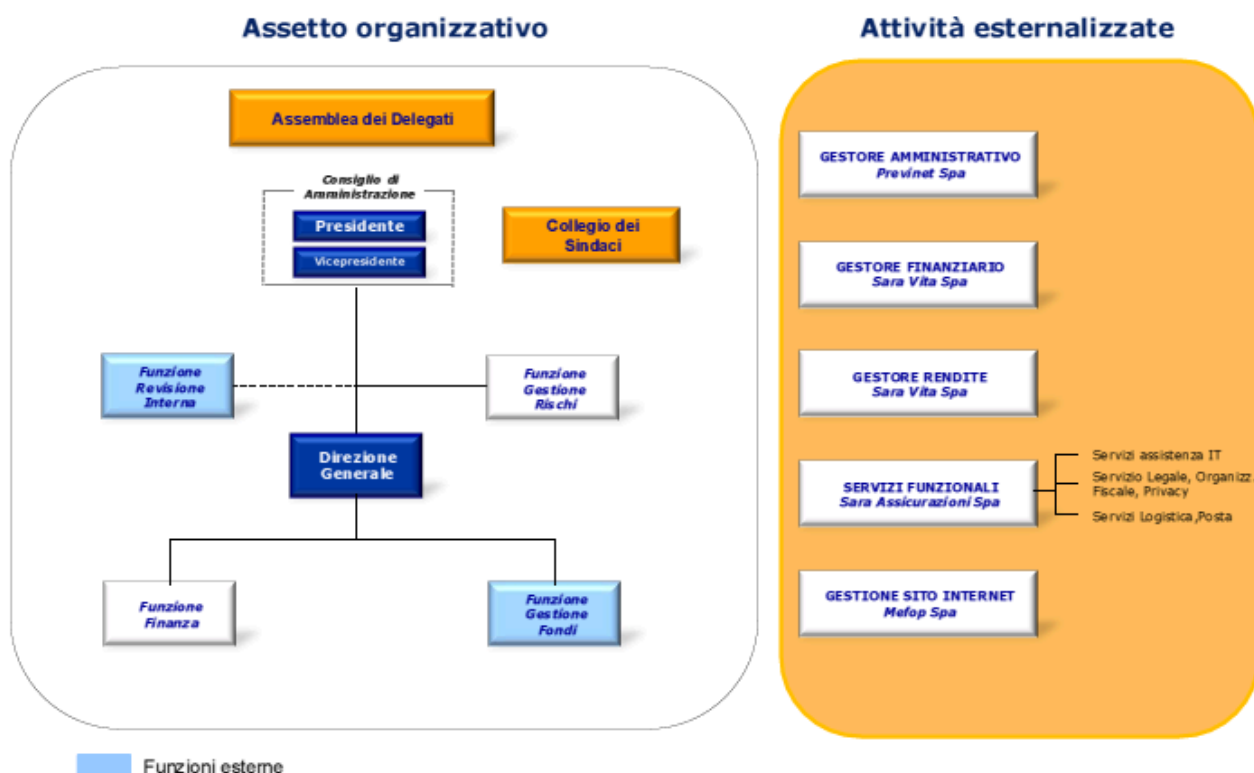 Assetto organizzativo
Assemblea dei Delegati
Consiglio di
Amministrazione
Presidente
Vicepresidente
Collegio dei
Sindaci
Funzione
Revisione
Interna
Funzione
Gestione
Rischi
Direzione
Generale
Funzione
Finanza
Funzione
Gestione
Fondi
Funzioni esterne
Attività esternalizzate
GESTORE AMMINISTRATIVO
Previnet Spa
GESTORE FINANZIARIO
Sara Vita Spa
GESTORE RENDITE
Sara Vita Spa
SERVIZI FUNZIONALI
Sara Assicurazioni Spa
Servizi assistenza IT
Servizio Legale, Organizz.
Fiscale, Privacy
Servizi Logistica,Posta
GESTIONE SITO INTERNET
Mefop Spa